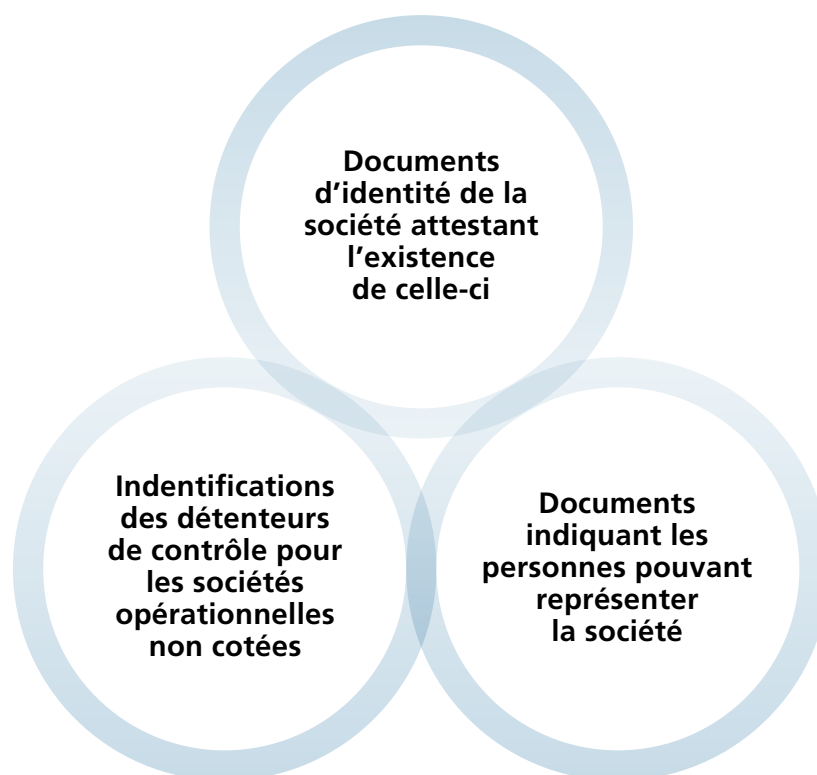 Documents
d’identité de la
société attestant
l’existence
de celle-ci
Indentifications
des détenteurs
de contrôle pour
les sociétés
opérationnelles
non cotées
Documents
indiquant les
personnes pouvant
représenter
la société